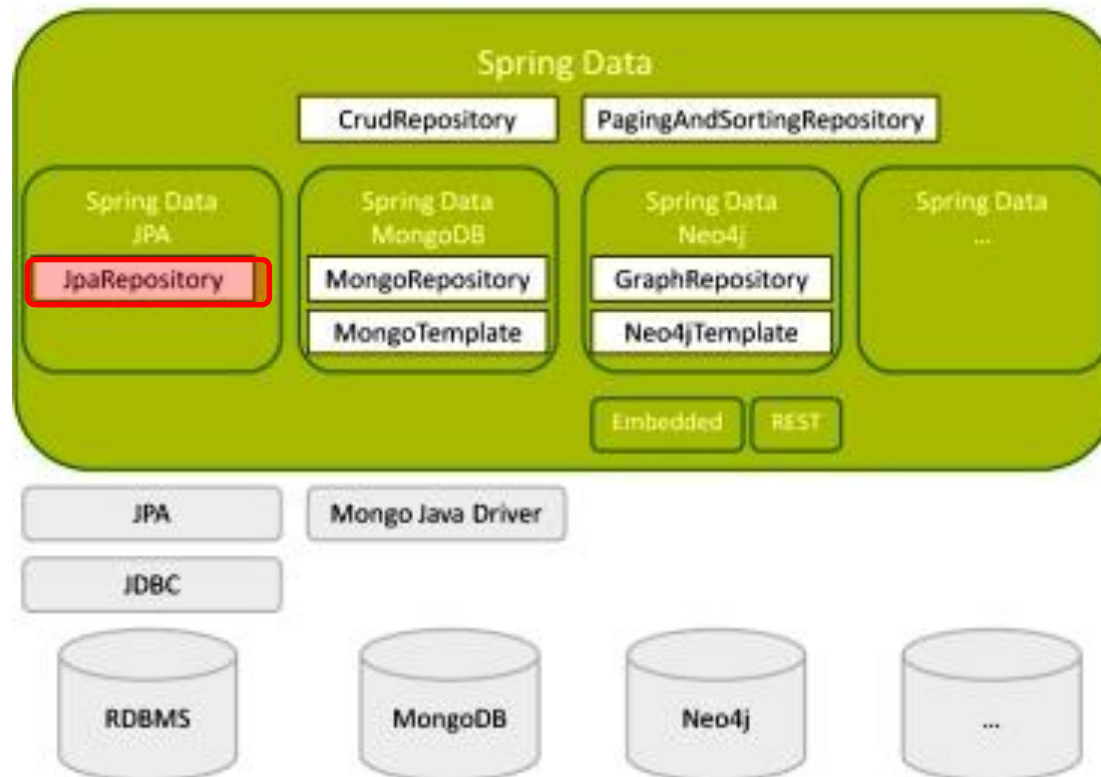 Spring Data
CrudRepository
PagingAndSortingRepository
Spring Data
JPA
JpaRepository
Spring Data
MongoDB
MongoRepository
MongoTemplate
Spring Data
Neo4j
GraphRepository
Neo4jTemplate
Spring Data
...
Embedded
REST
JPA
Mongo Java Driver
JDBC
RDBMS
MongoDB
Neo4j
...